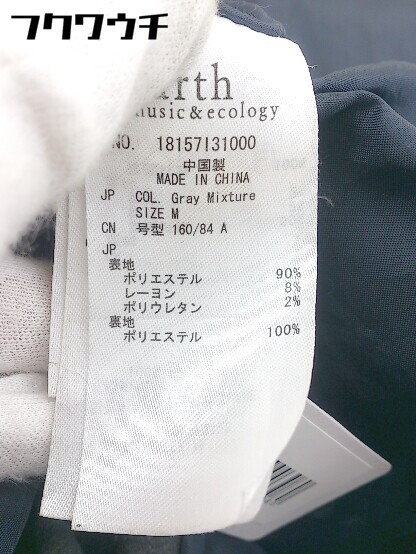 フクワウチ
arth
music&ecology
NO. 18157I31000
中国製
MADE IN CHINA
JP COL. Gray Mixture
SIZE M
CN 号型 160/84 A
JP
表地
ポリエステル 90%
レーヨン 8%
ポリウレタン 2%
裏地
ポリエステル 100%